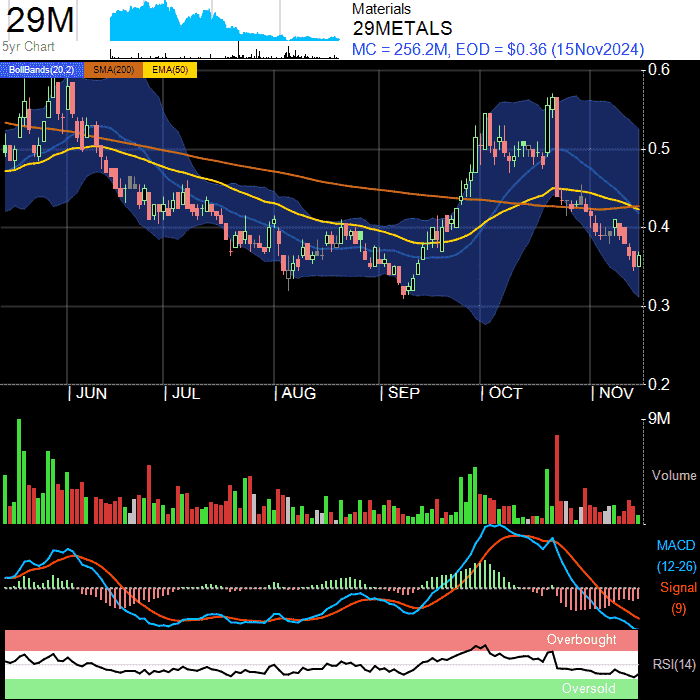 29M
5yr Chart
Materials
29METALS
MC = 256.2M, EOD = $0.36 (15Nov2024)
BollBands(20,2) SMA(200) EMA(50)
0.6
0.5
0.4
0.3
0.2
| JUN | JUL | AUG | SEP | OCT | NOV
9M
Volume
MACD
(12-26)
Signal
(9)
Overbought
RSI(14)
Oversold